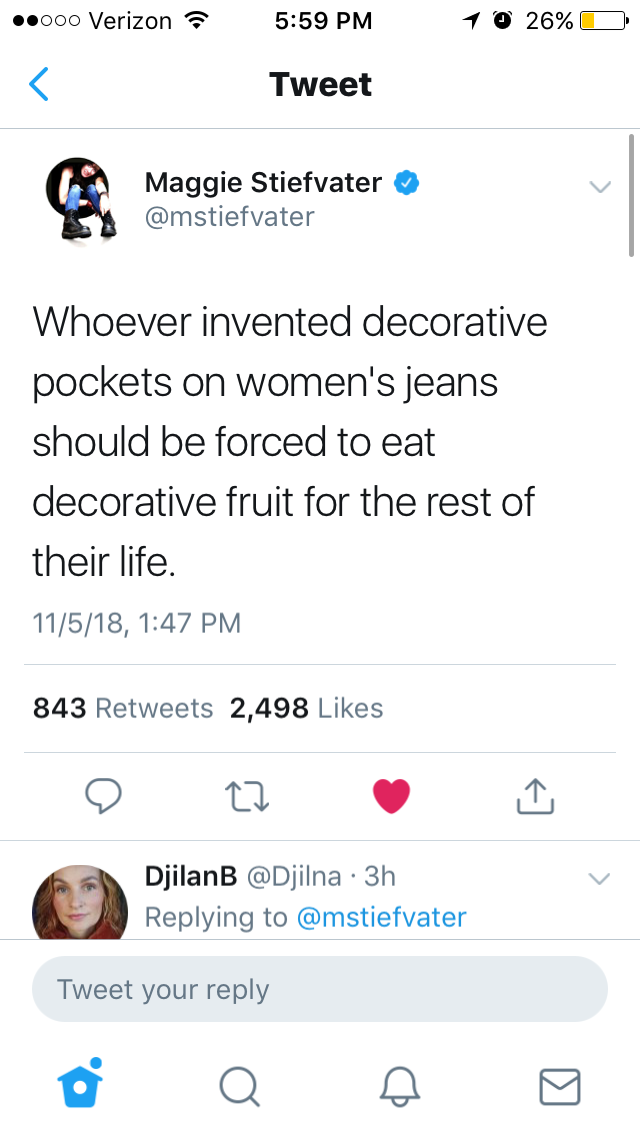 Verizon 5:59 PM 26%
Tweet
Maggie Stiefvater
@mstiefvater
Whoever invented decorative
pockets on women's jeans
should be forced to eat
decorative fruit for the rest of
their life.
11/5/18, 1:47 PM
843 Retweets 2,498 Likes
DjilanB @Djilna · 3h
Replying to @mstiefvater
Tweet your reply